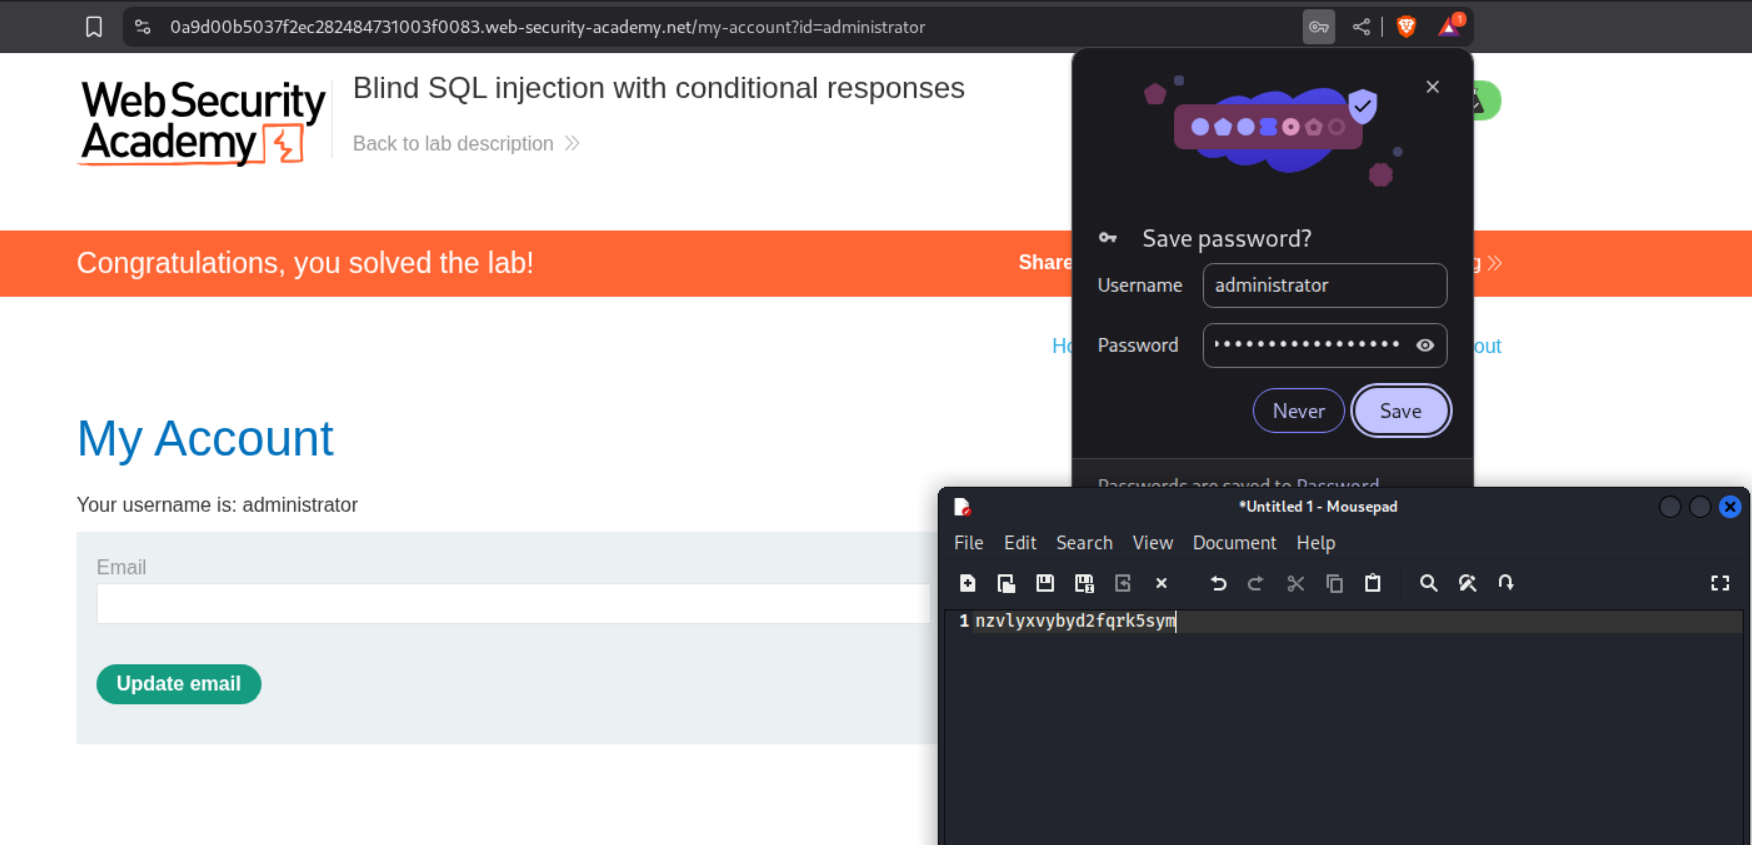 0a9d00b5037f2ec282484731003f0083.web-security-academy.net/my-account?id=administrator
1
Web Security
Academy
Blind SQL injection with conditional responses
Back to lab description
Congratulations, you solved the lab!
Share
g
Ho
out
Save password?
Username
administrator
Password
Never
Save
Passwords are saved to Password
My Account
Your username is: administrator
Email
Update email
*Untitled 1 - Mousepad
File Edit Search View Document Help
1 nzvlyxvybyd2fqrk5sym